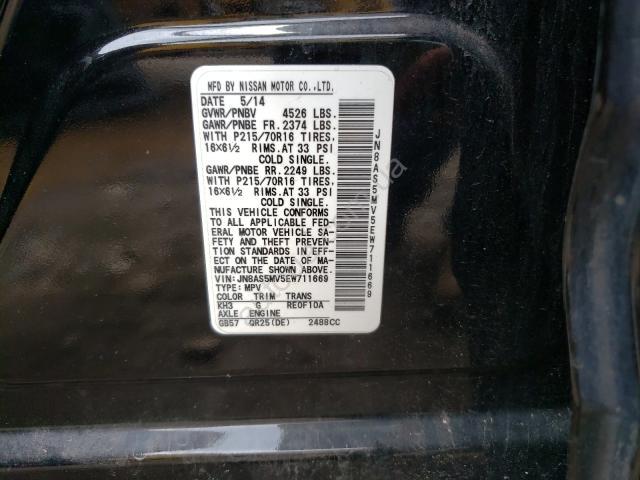 MFD BY NISSAN MOTOR CO.,LTD.
DATE 5/14
GVWR/PNBV 4526 LBS.
GAWR/PNBE FR. 2374 LBS.
WITH P215/70R16 TIRES,
16X6½ RIMS. AT 33 PSI
COLD SINGLE.
GAWR/PNBE RR. 2249 LBS.
WITH P215/70R16 TIRES,
16X6½ RIMS. AT 33 PSI
COLD SINGLE.
THIS VEHICLE CONFORMS
TO ALL APPLICABLE FED-
ERAL MOTOR VEHICLE SA-
FETY AND THEFT PREVEN-
TION STANDARDS IN EFF-
ECT ON THE DATE OF MA-
NUFACTURE SHOWN ABOVE.
VIN:JN8AS5MV5EW711669
TYPE: MPV
COLOR TRIM TRANS
KH3 G RE0F10A
AXLE ENGINE
GB57 QR25(DE) 2488CC
JN8AS5MV5EW711669